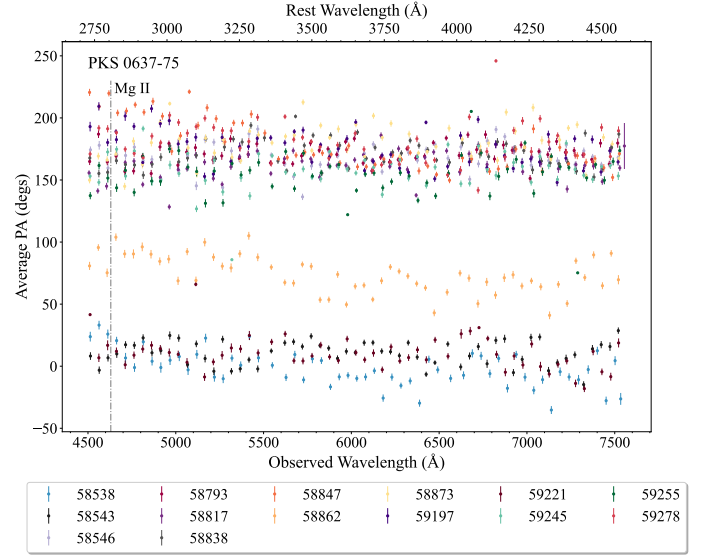 Rest Wavelength (Å)
2750 3000 3250 3500 3750 4000 4250 4500
PKS 0637-75
Mg II
250
200
150
100
50
0
−50
Average PA (degs)
4500 5000 5500 6000 6500 7000 7500
Observed Wavelength (Å)
58538 58793 58847 58873 59221 59255
58543 58817 58862 59197 59245 59278
58546 58838